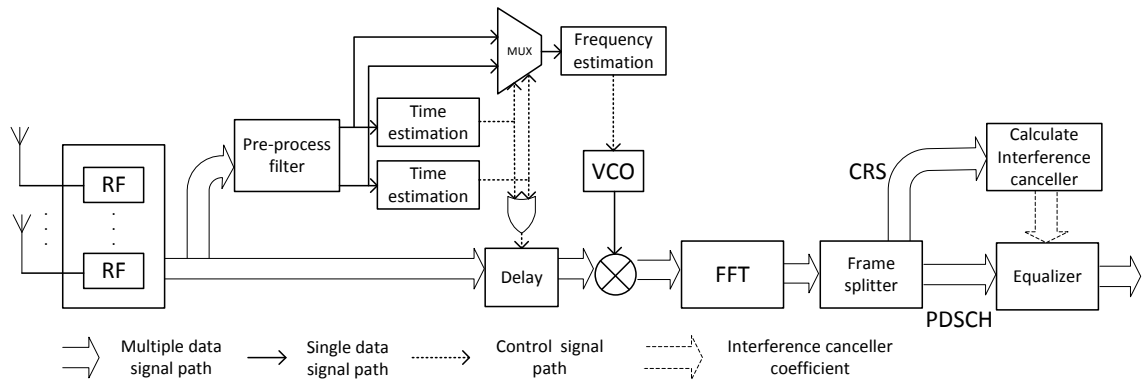 MUX
Frequency
estimation
Time
estimation
Pre-process
filter
Time
estimation
RF
RF
VCO
Delay
FFT
Frame
splitter
CRS
Calculate
Interference
canceller
Equalizer
PDSCH
Multiple data
signal path
Single data
signal path
Control signal
path
Interference canceller
coefficient